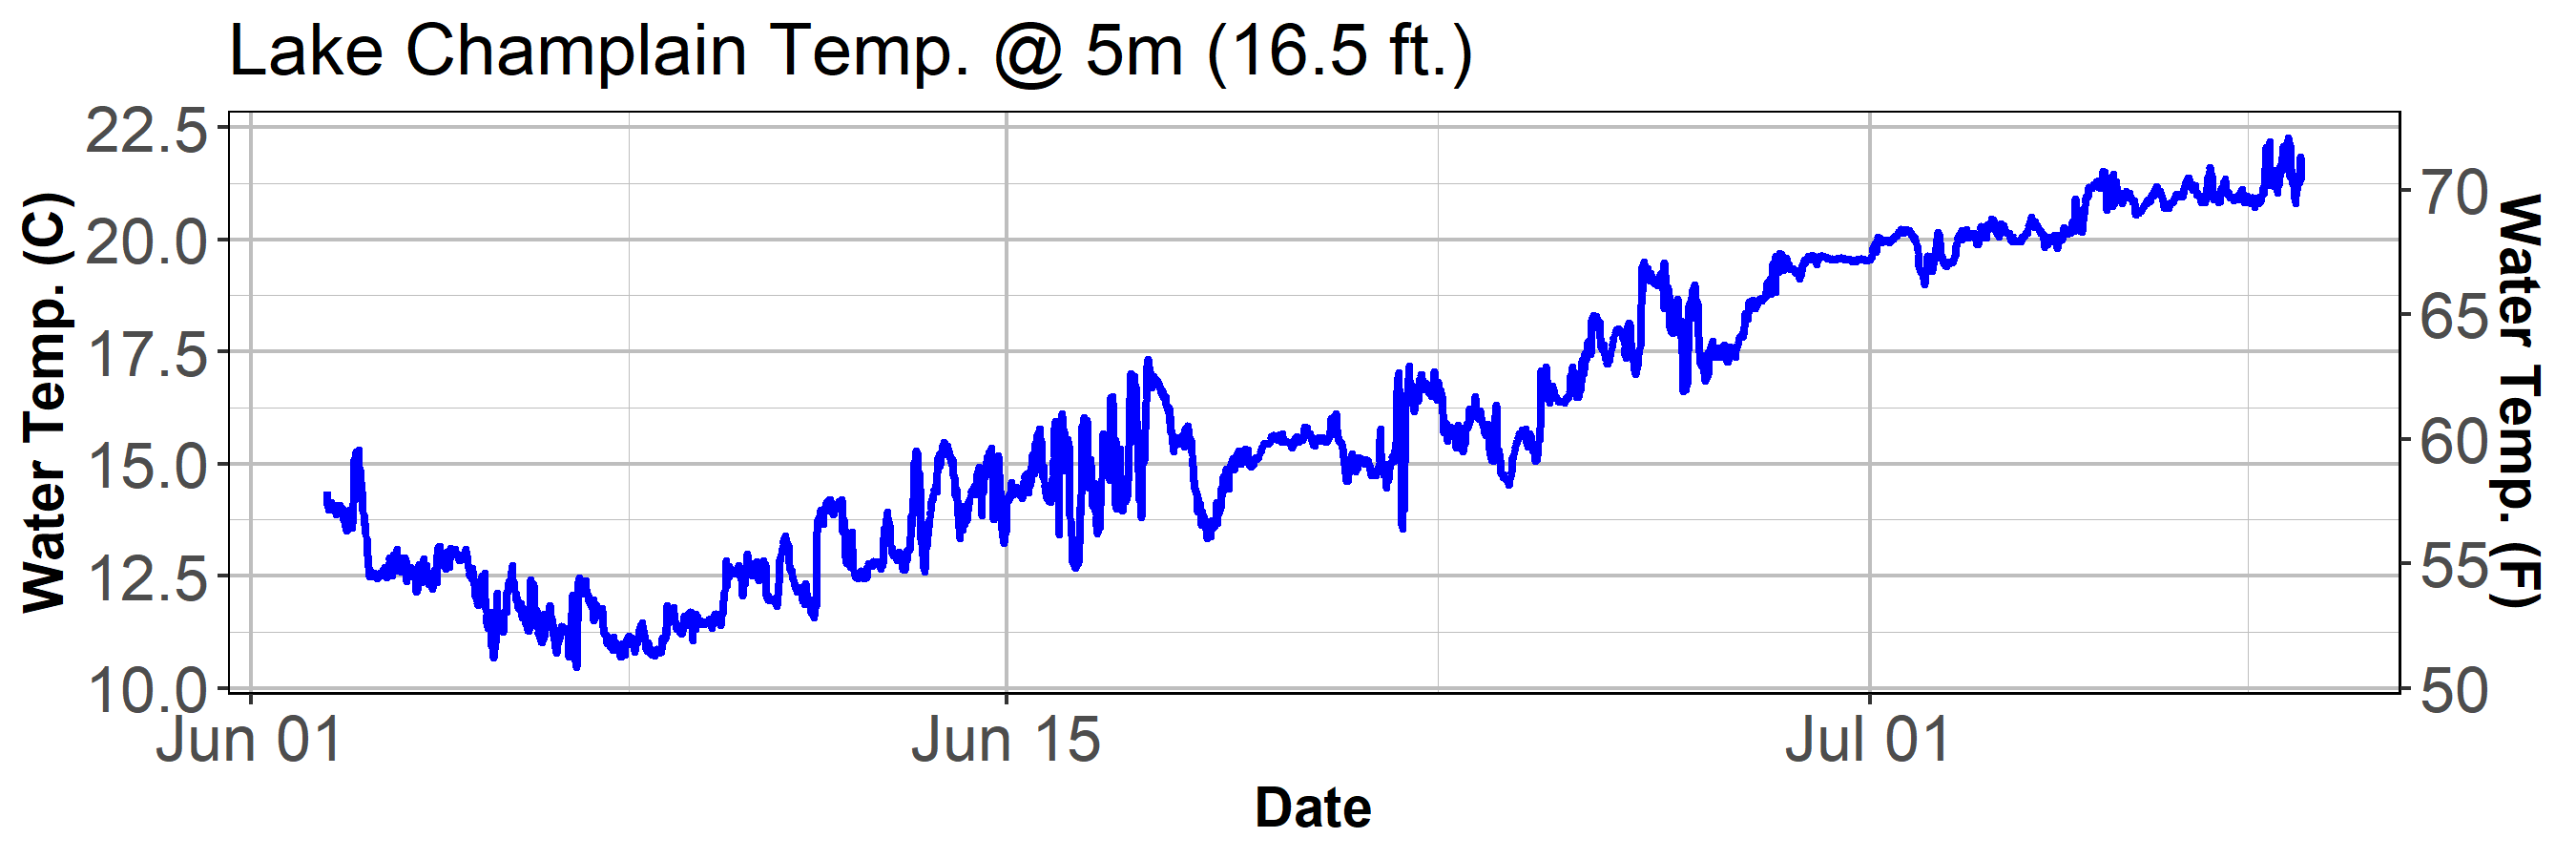 Lake Champlain Temp. @ 5m (16.5 ft.)
Water Temp. (C)
22.5
20.0
17.5
15.0
12.5
10.0
70
65
60
55
50
Water Temp. (F)
Jun 01
Jun 15
Jul 01
Date